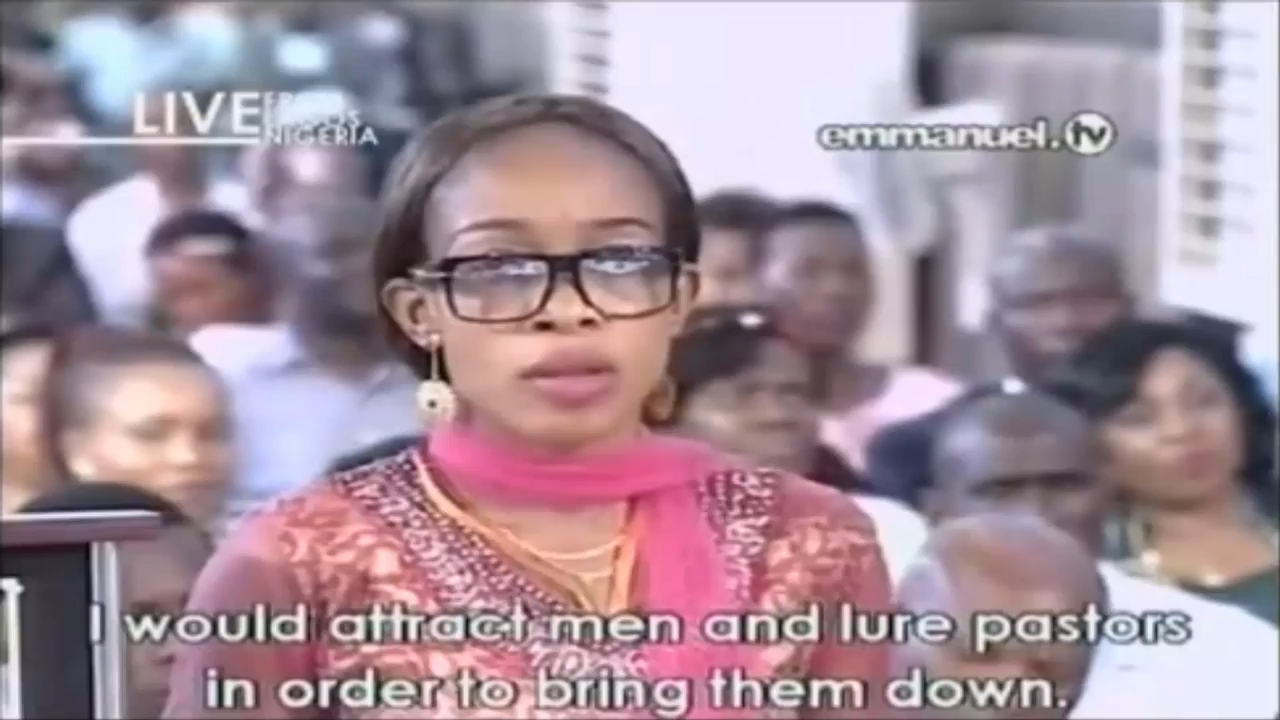 LIVE
NIGERIA
emmanuel.tv
I would attract men and lure pastors
in order to bring them down.